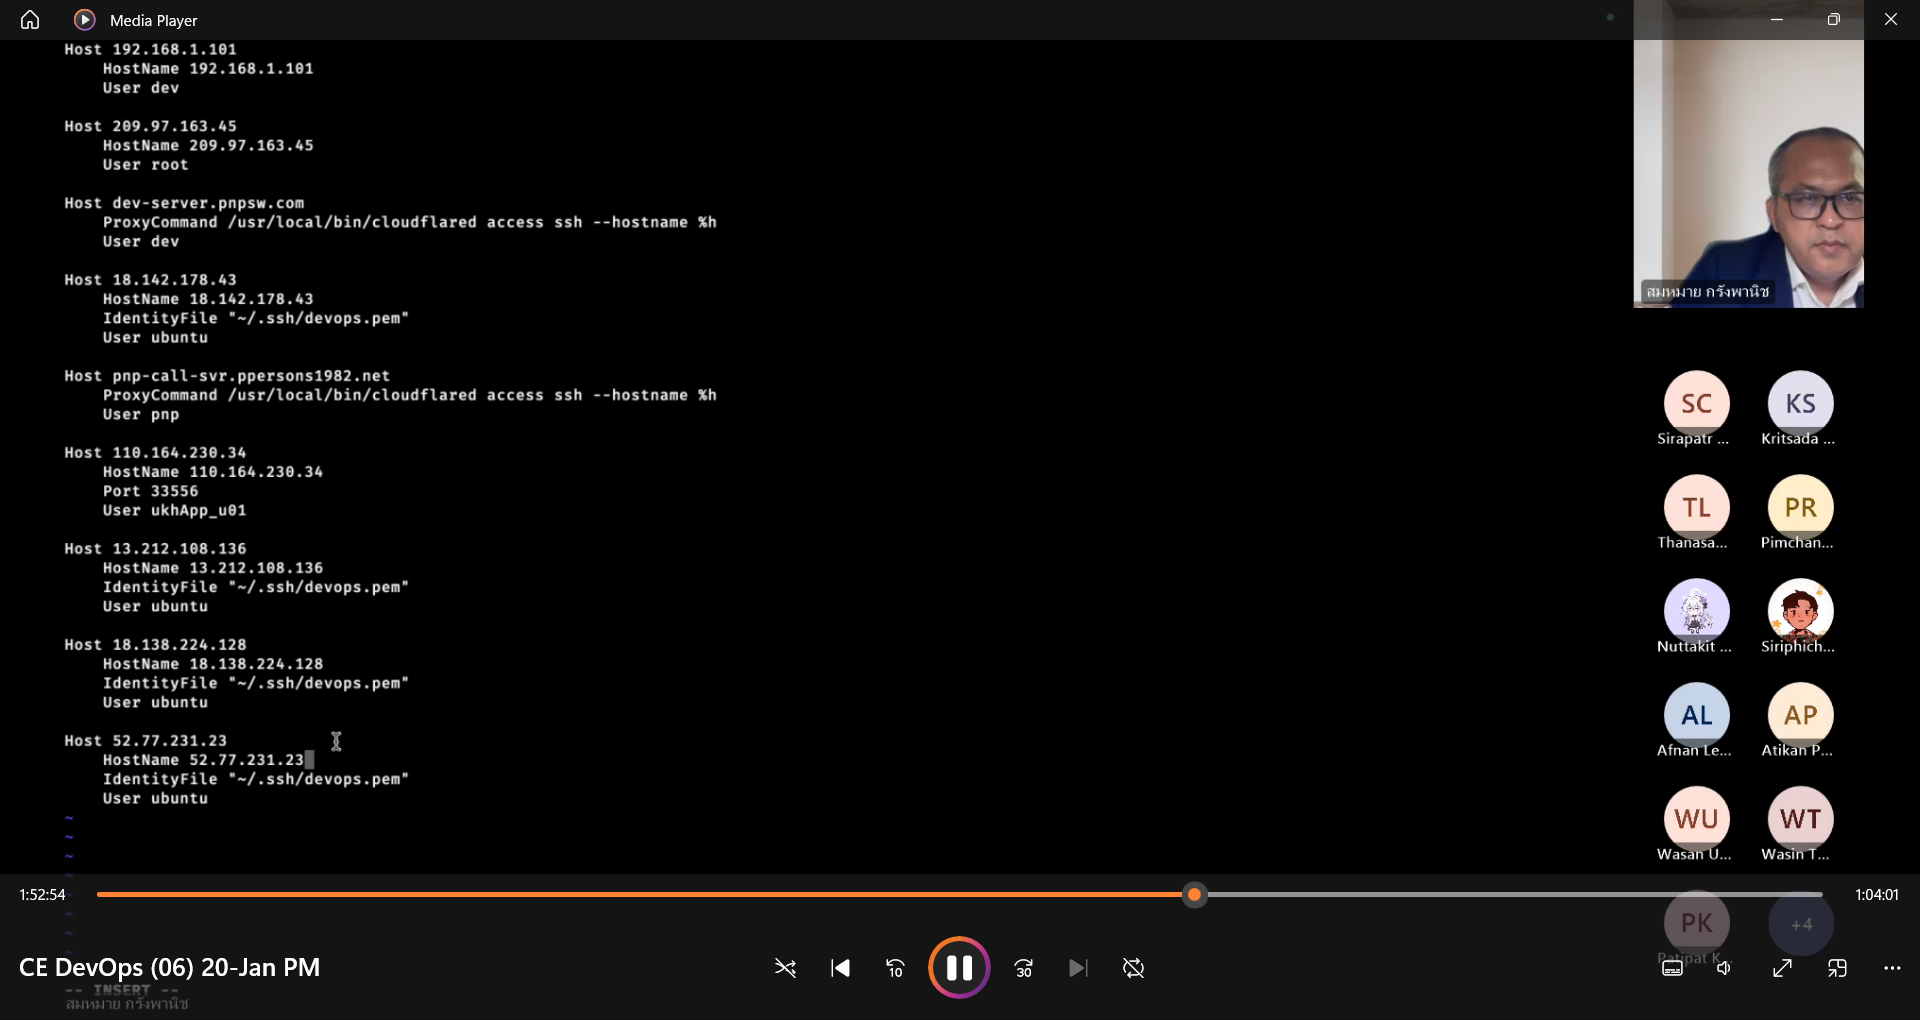 Media Player
Host 192.168.1.101
HostName 192.168.1.101
User dev
Host 209.97.163.45
HostName 209.97.163.45
User root
Host dev-server.pnpsw.com
ProxyCommand /usr/local/bin/cloudflared access ssh --hostname %h
User dev
Host 18.142.178.43
HostName 18.142.178.43
IdentityFile "~/.ssh/devops.pem"
User ubuntu
Host pnp-call-svr.ppersons1982.net
ProxyCommand /usr/local/bin/cloudflared access ssh --hostname %h
User pnp
Host 110.164.230.34
HostName 110.164.230.34
Port 33556
User ukhApp_u01
Host 13.212.108.136
HostName 13.212.108.136
IdentityFile "~/.ssh/devops.pem"
User ubuntu
Host 18.138.224.128
HostName 18.138.224.128
IdentityFile "~/.ssh/devops.pem"
User ubuntu
Host 52.77.231.23
HostName 52.77.231.23
IdentityFile "~/.ssh/devops.pem"
User ubuntu
~
~
~
~
~
~
~
-- INSERT --
สมหมาย กรังพานิช
สมหมาย กรังพานิช
SC KS
Sirapatr ... Kritsada ...
TL PR
Thanasa... Pimchan...
Nuttakit ... Siriphich...
AL AP
Afnan Le... Atikan P...
WU WT
Wasan U... Wasin T...
PK +4
Patipat K...
1:52:54 1:04:01
CE DevOps (06) 20-Jan PM
10 30